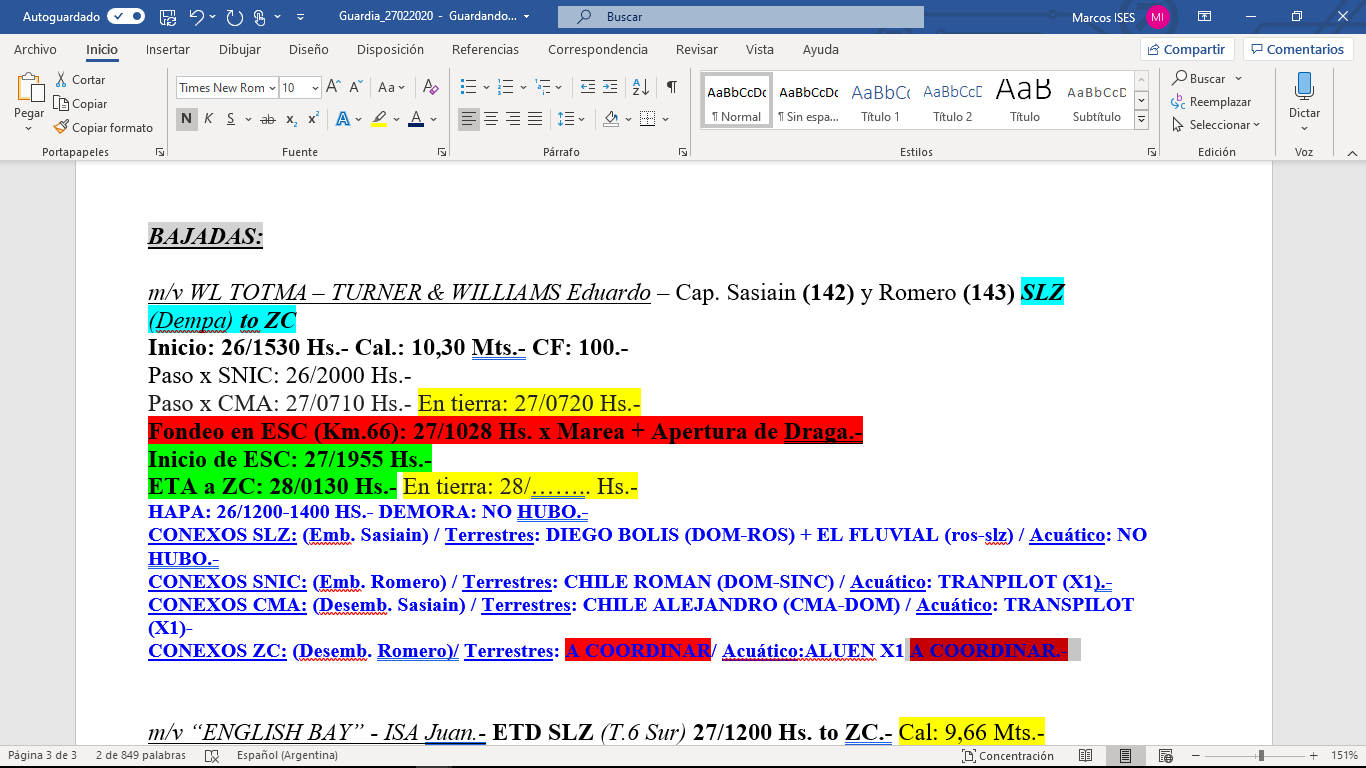 Autoguardado Guardia_27022020 - Guardando... Buscar Marcos ISES MI
Archivo Inicio Insertar Dibujar Diseño Disposición Referencias Correspondencia Revisar Vista Ayuda Compartir Comentarios
Pegar Cortar Copiar Copiar formato
Times New Rom 10 Aa
N K S ab x₂ x² A A
AaBbCcDc AaBbCcDc AaBbCc AaBbCcD AaB AaBbCcD
¶ Normal ¶ Sin espa... Título 1 Título 2 Título Subtítulo
Buscar Reemplazar Seleccionar Dictar
Portapapeles Fuente Párrafo Estilos Edición Voz
BAJADAS:
m/v WL TOTMA – TURNER & WILLIAMS Eduardo – Cap. Sasiain (142) y Romero (143) SLZ
(Dempa) to ZC
Inicio: 26/1530 Hs.- Cal.: 10,30 Mts.- CF: 100.-
Paso x SNIC: 26/2000 Hs.-
Paso x CMA: 27/0710 Hs.- En tierra: 27/0720 Hs.-
Fondeo en ESC (Km.66): 27/1028 Hs. x Marea + Apertura de Draga.-
Inicio de ESC: 27/1955 Hs.-
ETA a ZC: 28/0130 Hs.- En tierra: 28/…….. Hs.-
HAPA: 26/1200-1400 HS.- DEMORA: NO HUBO.-
CONEXOS SLZ: (Emb. Sasiain) / Terrestres: DIEGO BOLIS (DOM-ROS) + EL FLUVIAL (ros-slz) / Acuático: NO
HUBO.-
CONEXOS SNIC: (Emb. Romero) / Terrestres: CHILE ROMAN (DOM-SINC) / Acuático: TRANPILOT (X1).-
CONEXOS CMA: (Desemb. Sasiain) / Terrestres: CHILE ALEJANDRO (CMA-DOM) / Acuático: TRANSPILOT
(X1)-
CONEXOS ZC: (Desemb. Romero)/ Terrestres: A COORDINAR/ Acuático:ALUEN X1 A COORDINAR.-
m/v “ENGLISH BAY” - ISA Juan.- ETD SLZ (T.6 Sur) 27/1200 Hs. to ZC.- Cal: 9,66 Mts.-
Página 3 de 3 2 de 849 palabras Español (Argentina) Concentración 151%